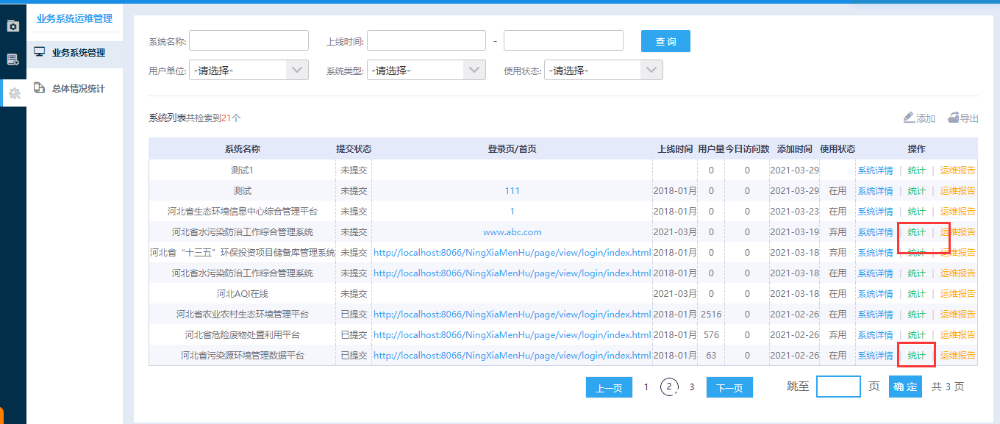 业务系统运维管理
业务系统管理
总体情况统计
系统名称: 上线时间: - 查 询
用户单位: -请选择- 系统类型: -请选择- 使用状态: -请选择-
系统列表共检索到21个 添加 导出
系统名称 提交状态 登录页/首页 上线时间 用户量 今日访问数 添加时间 使用状态 操作
测试1 未提交 0 0 2021-03-29 系统详情 | 统计 | 运维报告
测试 未提交 111 2018-01月 0 0 2021-03-29 在用 系统详情 | 统计 | 运维报告
河北省生态环境信息中心综合管理平台 未提交 1 2018-01月 0 0 2021-03-23 在用 系统详情 | 统计 | 运维报告
河北省水污染防治工作综合管理系统 未提交 www.abc.com 2021-03月 0 0 2021-03-19 弃用 系统详情 | 统计 | 运维报告
河北省“十三五”环保投资项目储备库管理系统 未提交 http://localhost:8066/NingXiaMenHu/page/view/login/index.html 2018-01月 0 0 2021-03-18 弃用 系统详情 | 统计 | 运维报告
河北省水污染防治工作综合管理系统 未提交 http://localhost:8066/NingXiaMenHu/page/view/login/index.html 2018-01月 0 0 2021-03-18 在用 系统详情 | 统计 | 运维报告
河北AQI在线 未提交 2021-03月 0 0 2021-03-18 在用 系统详情 | 统计 | 运维报告
河北省农业农村生态环境管理平台 已提交 http://localhost:8066/NingXiaMenHu/page/view/login/index.html 2018-01月 2516 0 2021-02-26 在用 系统详情 | 统计 | 运维报告
河北省危险废物处置利用平台 已提交 http://localhost:8066/NingXiaMenHu/page/view/login/index.html 2018-01月 576 0 2021-02-26 弃用 系统详情 | 统计 | 运维报告
河北省污染源环境管理数据平台 已提交 http://localhost:8066/NingXiaMenHu/page/view/login/index.html 2018-01月 63 0 2021-02-26 在用 系统详情 | 统计 | 运维报告
上一页 1 2 3 下一页 跳至 页 确 定 共 3 页